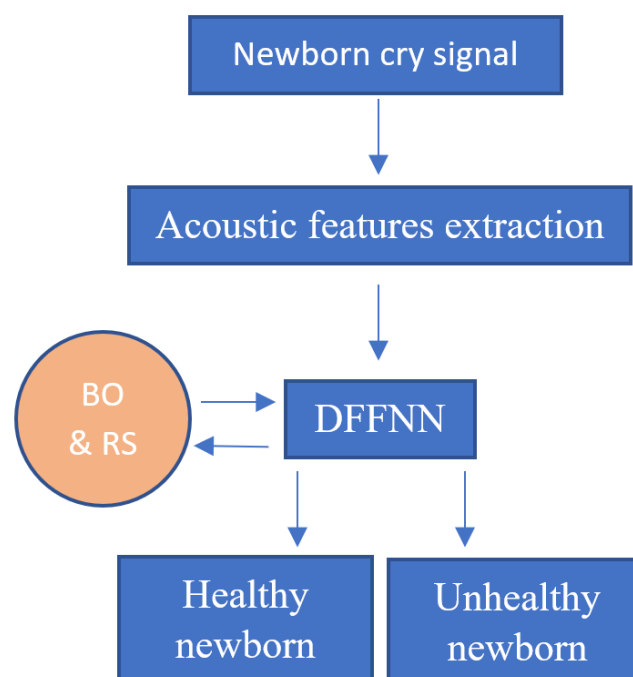 Newborn cry signal
Acoustic features extraction
BO
& RS
DFFNN
Healthy
newborn
Unhealthy
newborn